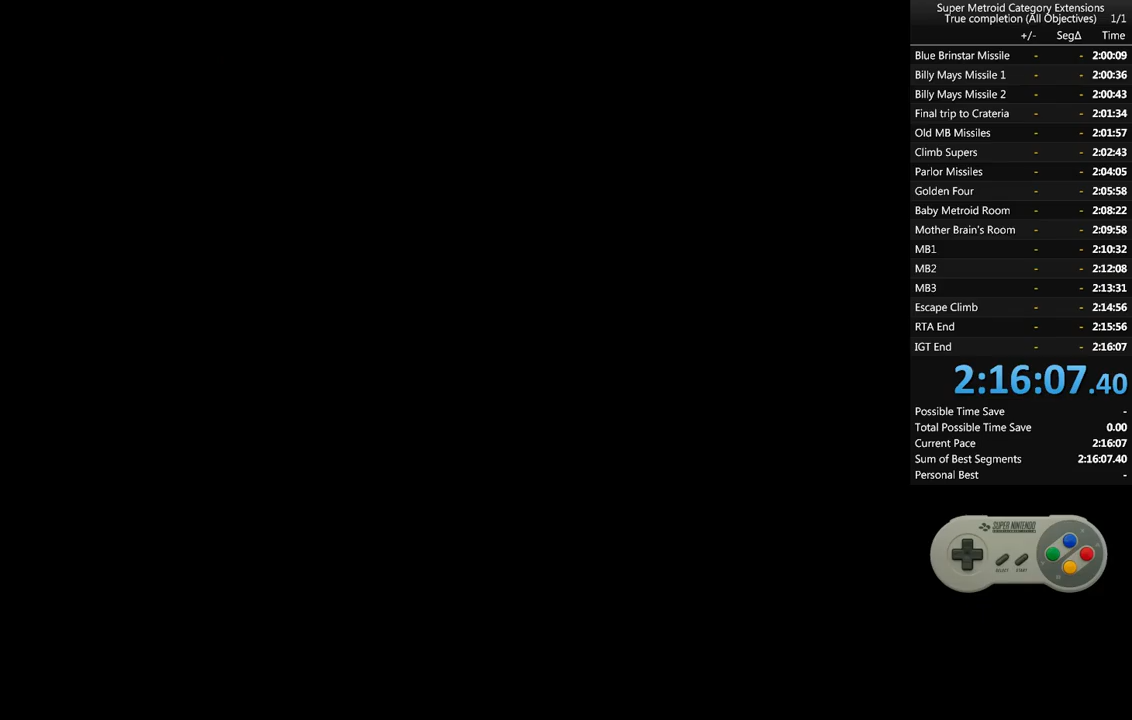 Super Metroid Category Extensions
True completion (All Objectives) 1/1
+/- SegΔ Time
Blue Brinstar Missile - - 2:00:09
Billy Mays Missile 1 - - 2:00:36
Billy Mays Missile 2 - - 2:00:43
Final trip to Crateria - - 2:01:34
Old MB Missiles - - 2:01:57
Climb Supers - - 2:02:43
Parlor Missiles - - 2:04:05
Golden Four - - 2:05:58
Baby Metroid Room - - 2:08:22
Mother Brain's Room - - 2:09:58
MB1 - - 2:10:32
MB2 - - 2:12:08
MB3 - - 2:13:31
Escape Climb - - 2:14:56
RTA End - - 2:15:56
IGT End - - 2:16:07
2:16:07.40
Possible Time Save -
Total Possible Time Save 0.00
Current Pace 2:16:07
Sum of Best Segments 2:16:07.40
Personal Best -
SUPER NINTENDO
SELECT START